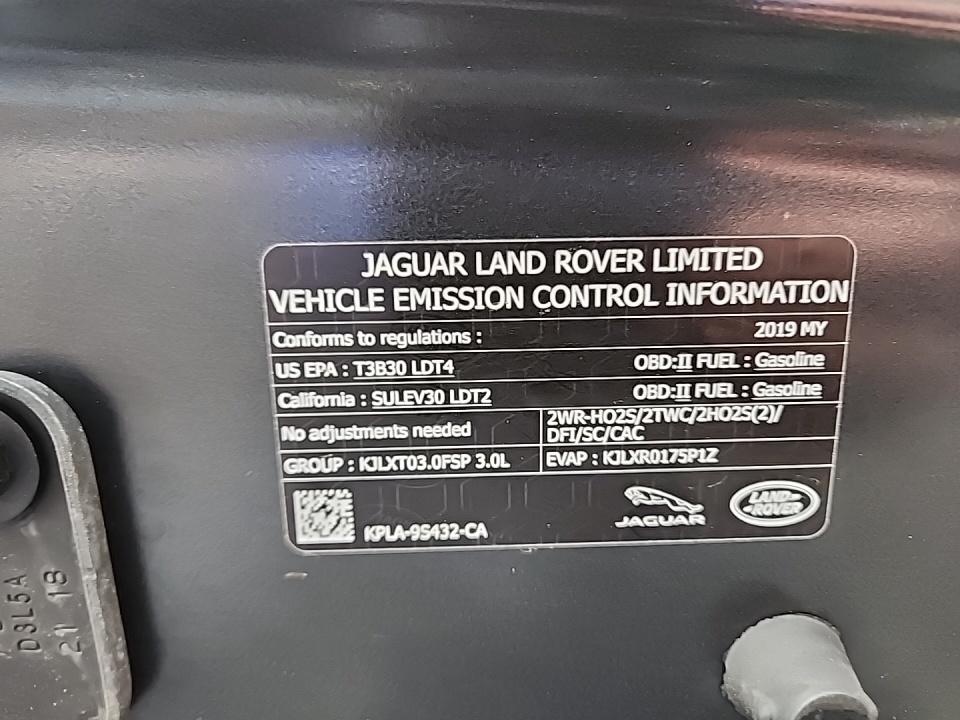 JAGUAR LAND ROVER LIMITED
VEHICLE EMISSION CONTROL INFORMATION
Conforms to regulations : 2019 MY
US EPA : T3B30 LDT4 OBD:II FUEL : Gasoline
California : SULEV30 LDT2 OBD:II FUEL : Gasoline
No adjustments needed
2WR-HO2S/2TWC/2HO2S(2)/
DFI/SC/CAC
GROUP : KJLXT03.0FSP 3.0L EVAP : KJLXR0175P1Z
KPLA-9S432-CA
JAGUAR
LAND-
-ROVER
D3L5A
21 18